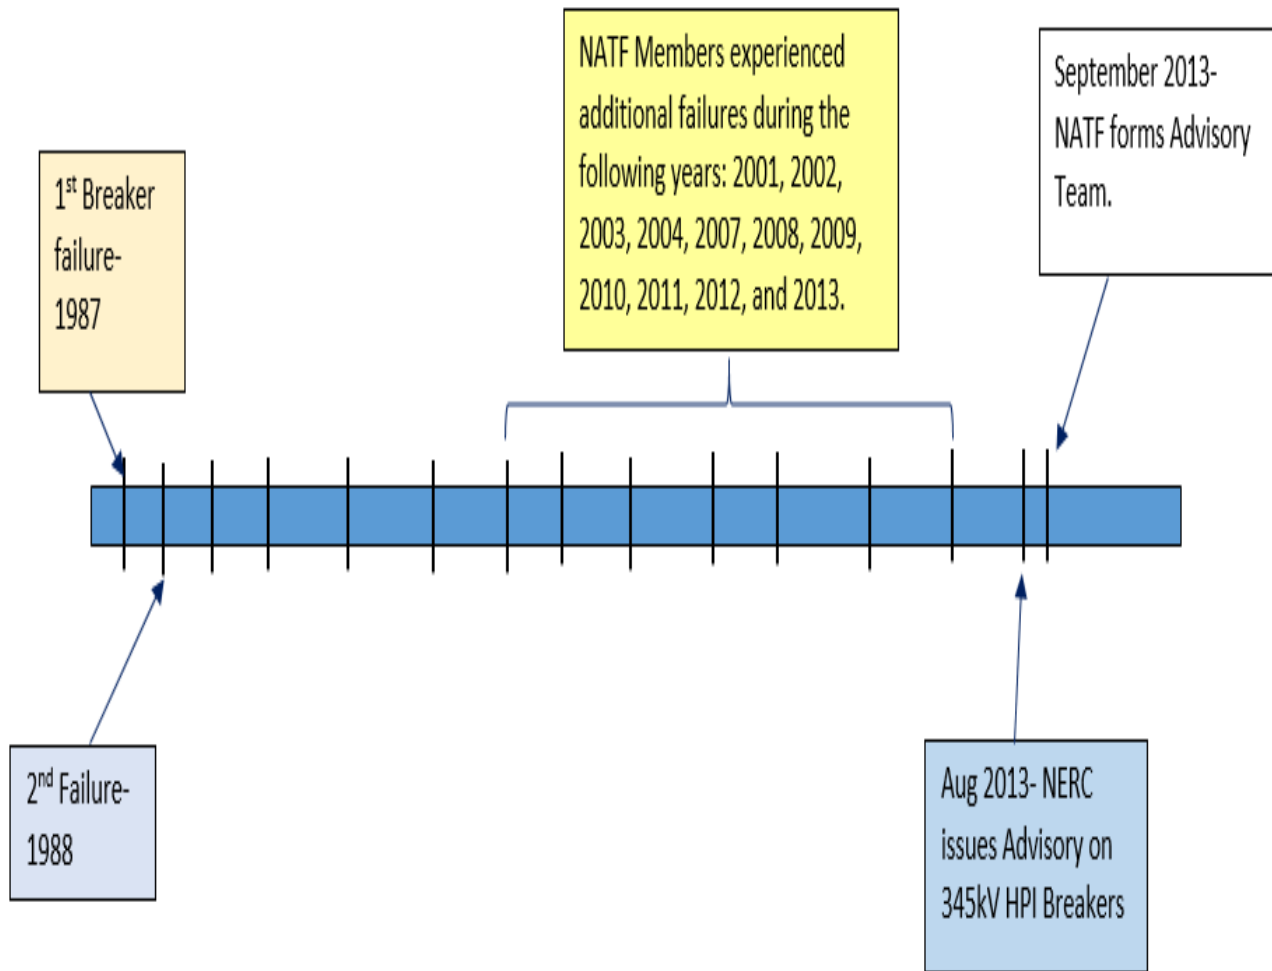 NATF Members experienced
additional failures during the
following years: 2001, 2002,
2003, 2004, 2007, 2008, 2009,
2010, 2011, 2012, and 2013.
September 2013-
NATF forms Advisory
Team.
1st Breaker
failure-
1987
2nd Failure-
1988
Aug 2013- NERC
issues Advisory on
345kV HPI Breakers